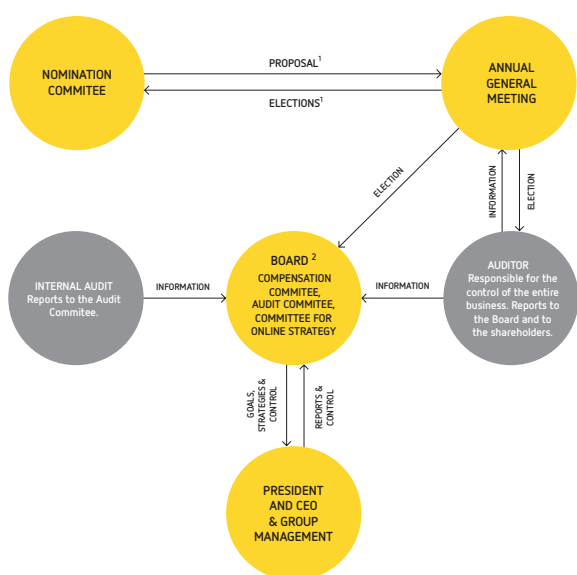 NOMINATION
COMMITEE
PROPOSAL¹
ELECTIONS¹
ANNUAL
GENERAL
MEETING
ELECTION
INFORMATION
ELECTION
INTERNAL AUDIT
Reports to the Audit
Commitee.
INFORMATION
BOARD ²
COMPENSATION
COMMITEE,
AUDIT COMMITEE,
COMMITTEE FOR
ONLINE STRATEGY
INFORMATION
AUDITOR
Responsible for the
control of the entire
business. Reports to
the Board and to
the shareholders.
GOALS,
STRATEGIES &
CONTROL
REPORTS &
CONTROL
PRESIDENT
AND CEO
& GROUP
MANAGEMENT